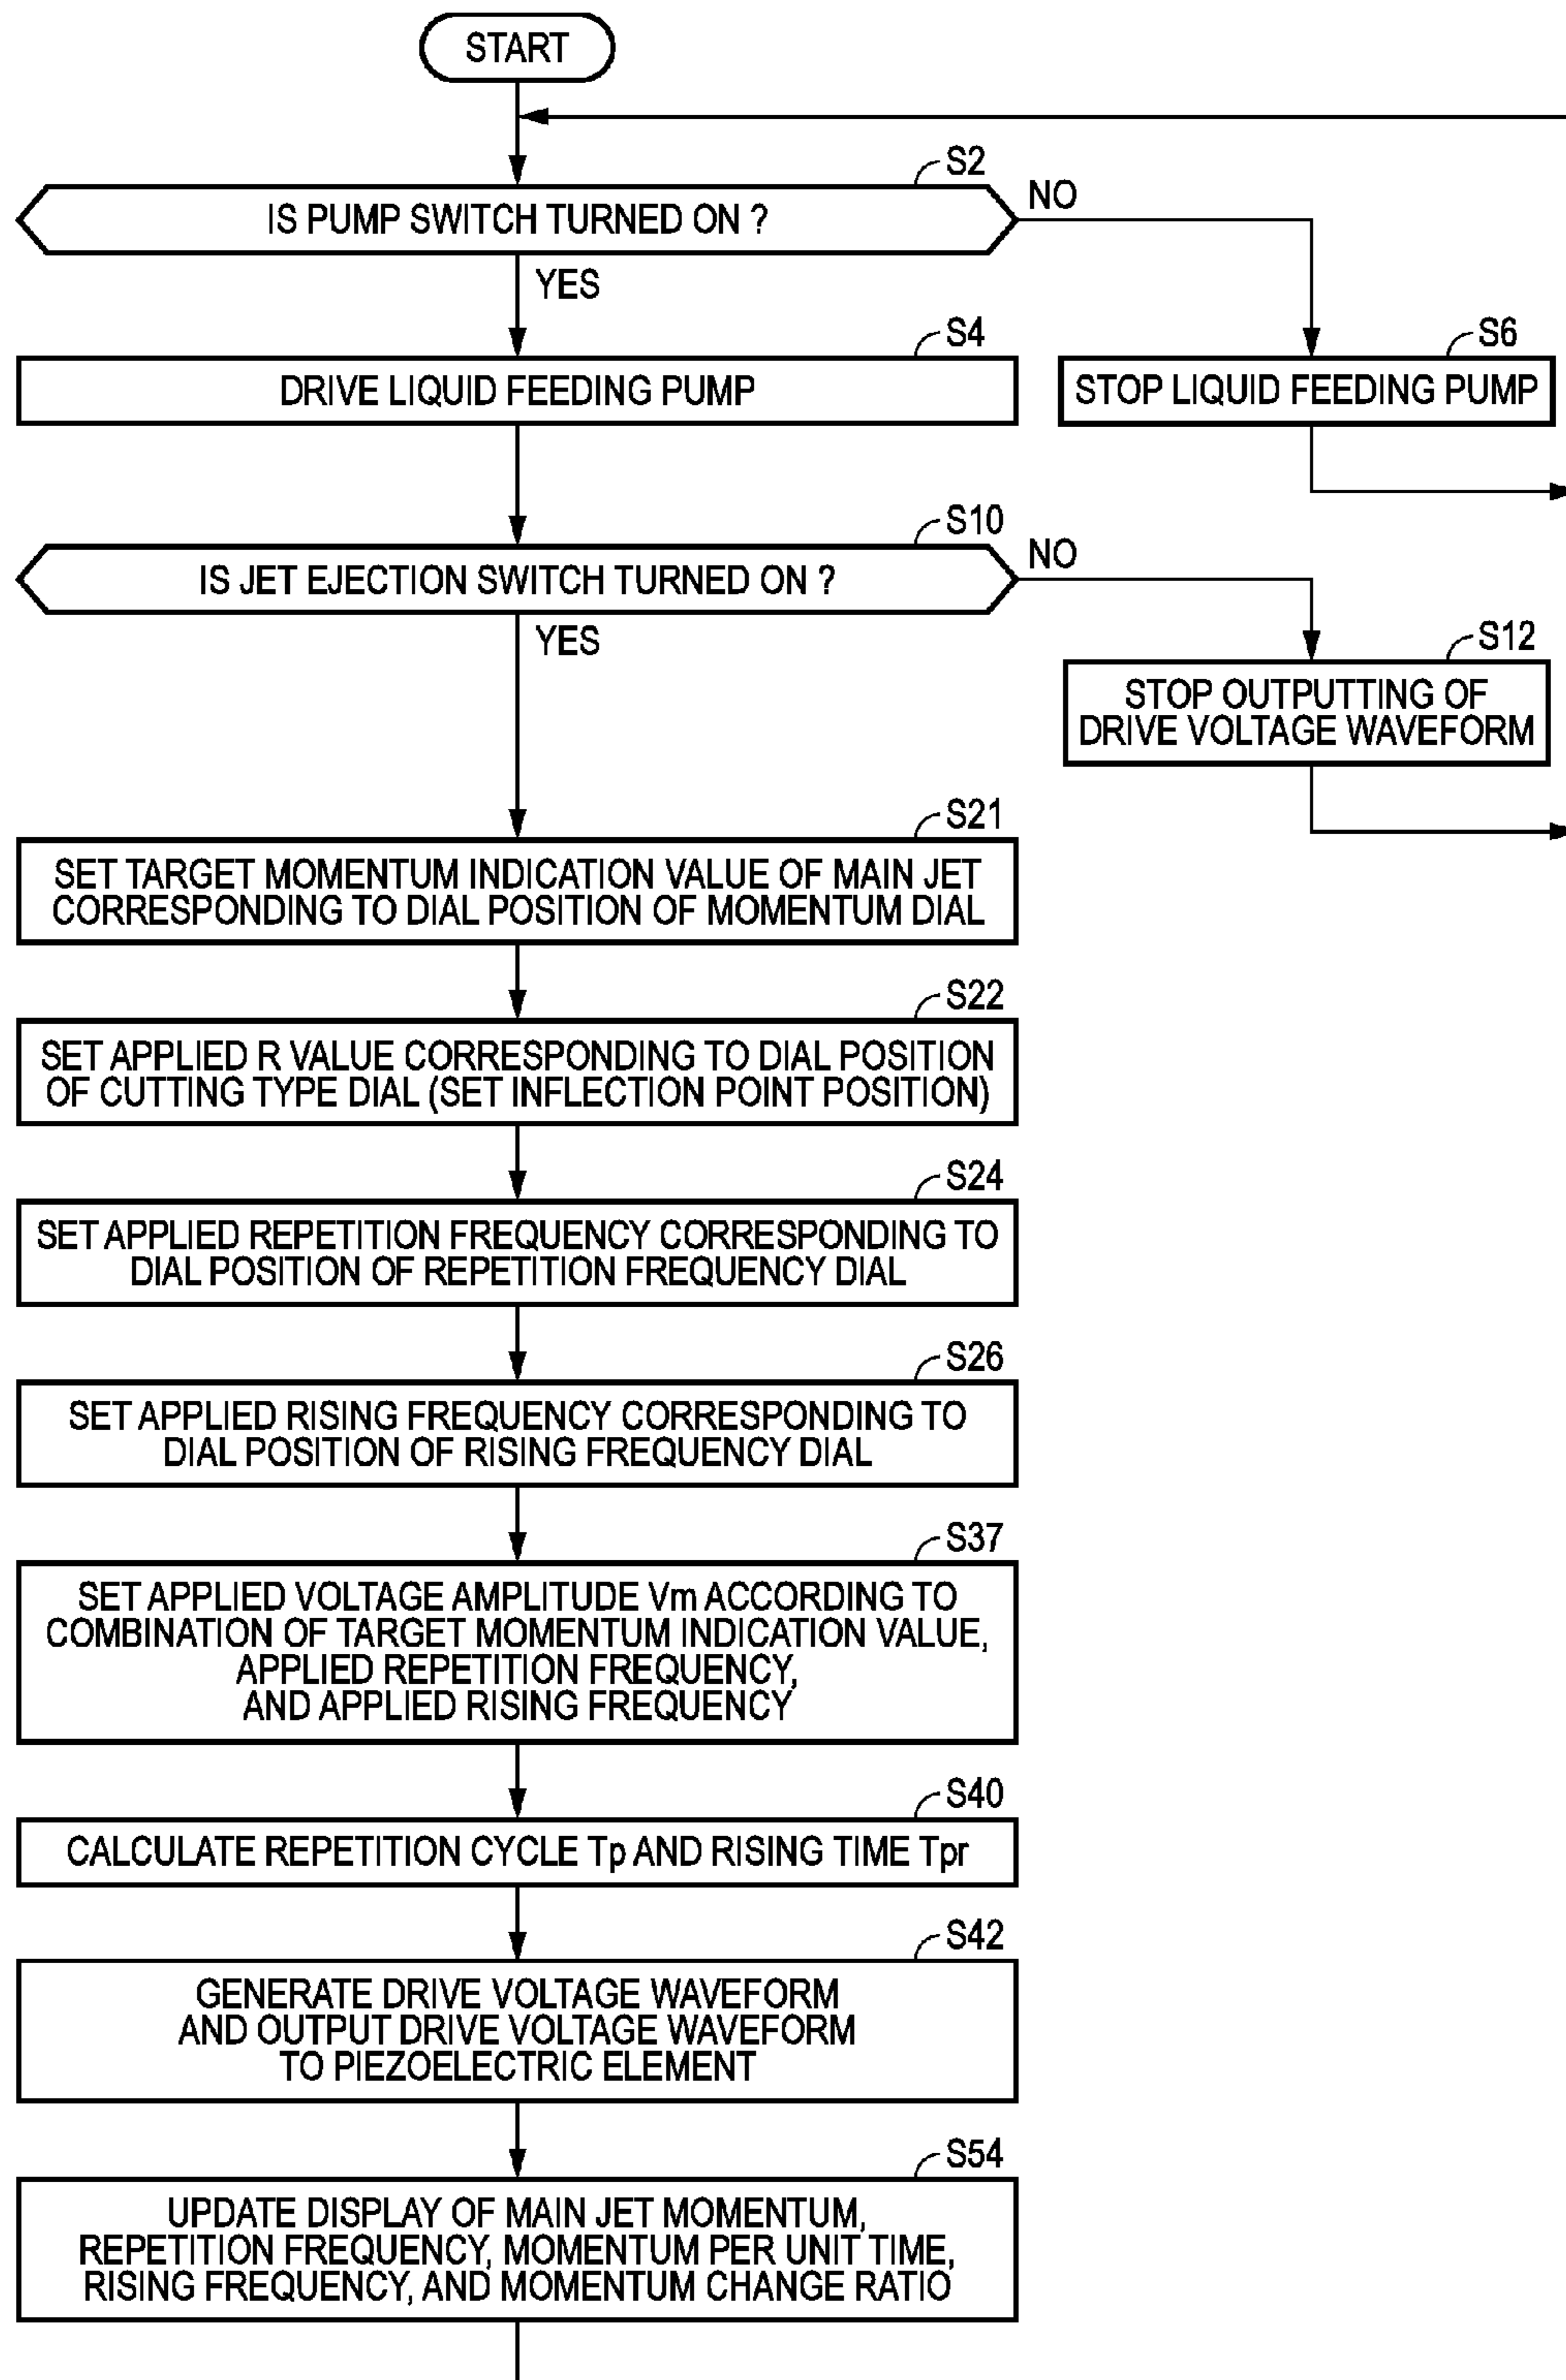 START
S2
IS PUMP SWITCH TURNED ON ?
NO
YES
S4
DRIVE LIQUID FEEDING PUMP
S6
STOP LIQUID FEEDING PUMP
S10
IS JET EJECTION SWITCH TURNED ON ?
NO
YES
S12
STOP OUTPUTTING OF
DRIVE VOLTAGE WAVEFORM
S21
SET TARGET MOMENTUM INDICATION VALUE OF MAIN JET
CORRESPONDING TO DIAL POSITION OF MOMENTUM DIAL
S22
SET APPLIED R VALUE CORRESPONDING TO DIAL POSITION
OF CUTTING TYPE DIAL (SET INFLECTION POINT POSITION)
S24
SET APPLIED REPETITION FREQUENCY CORRESPONDING TO
DIAL POSITION OF REPETITION FREQUENCY DIAL
S26
SET APPLIED RISING FREQUENCY CORRESPONDING TO
DIAL POSITION OF RISING FREQUENCY DIAL
S37
SET APPLIED VOLTAGE AMPLITUDE Vm ACCORDING TO
COMBINATION OF TARGET MOMENTUM INDICATION VALUE,
APPLIED REPETITION FREQUENCY,
AND APPLIED RISING FREQUENCY
S40
CALCULATE REPETITION CYCLE Tp AND RISING TIME Tpr
S42
GENERATE DRIVE VOLTAGE WAVEFORM
AND OUTPUT DRIVE VOLTAGE WAVEFORM
TO PIEZOELECTRIC ELEMENT
S54
UPDATE DISPLAY OF MAIN JET MOMENTUM,
REPETITION FREQUENCY, MOMENTUM PER UNIT TIME,
RISING FREQUENCY, AND MOMENTUM CHANGE RATIO